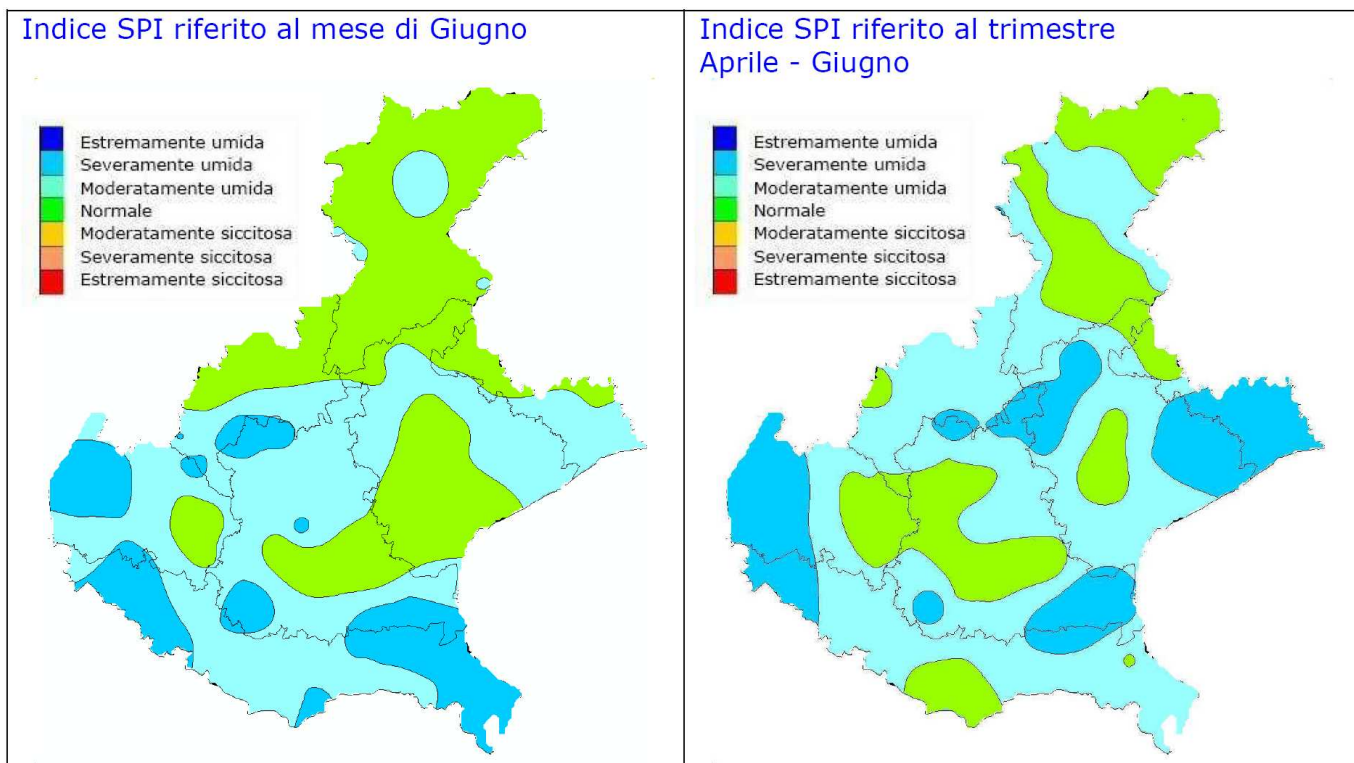 Indice SPI riferito al mese di Giugno
Estremamente umida
Severamente umida
Moderatamente umida
Normale
Moderatamente siccitosa
Severamente siccitosa
Estremamente siccitosa
Indice SPI riferito al trimestre
Aprile - Giugno
Estremamente umida
Severamente umida
Moderatamente umida
Normale
Moderatamente siccitosa
Severamente siccitosa
Estremamente siccitosa